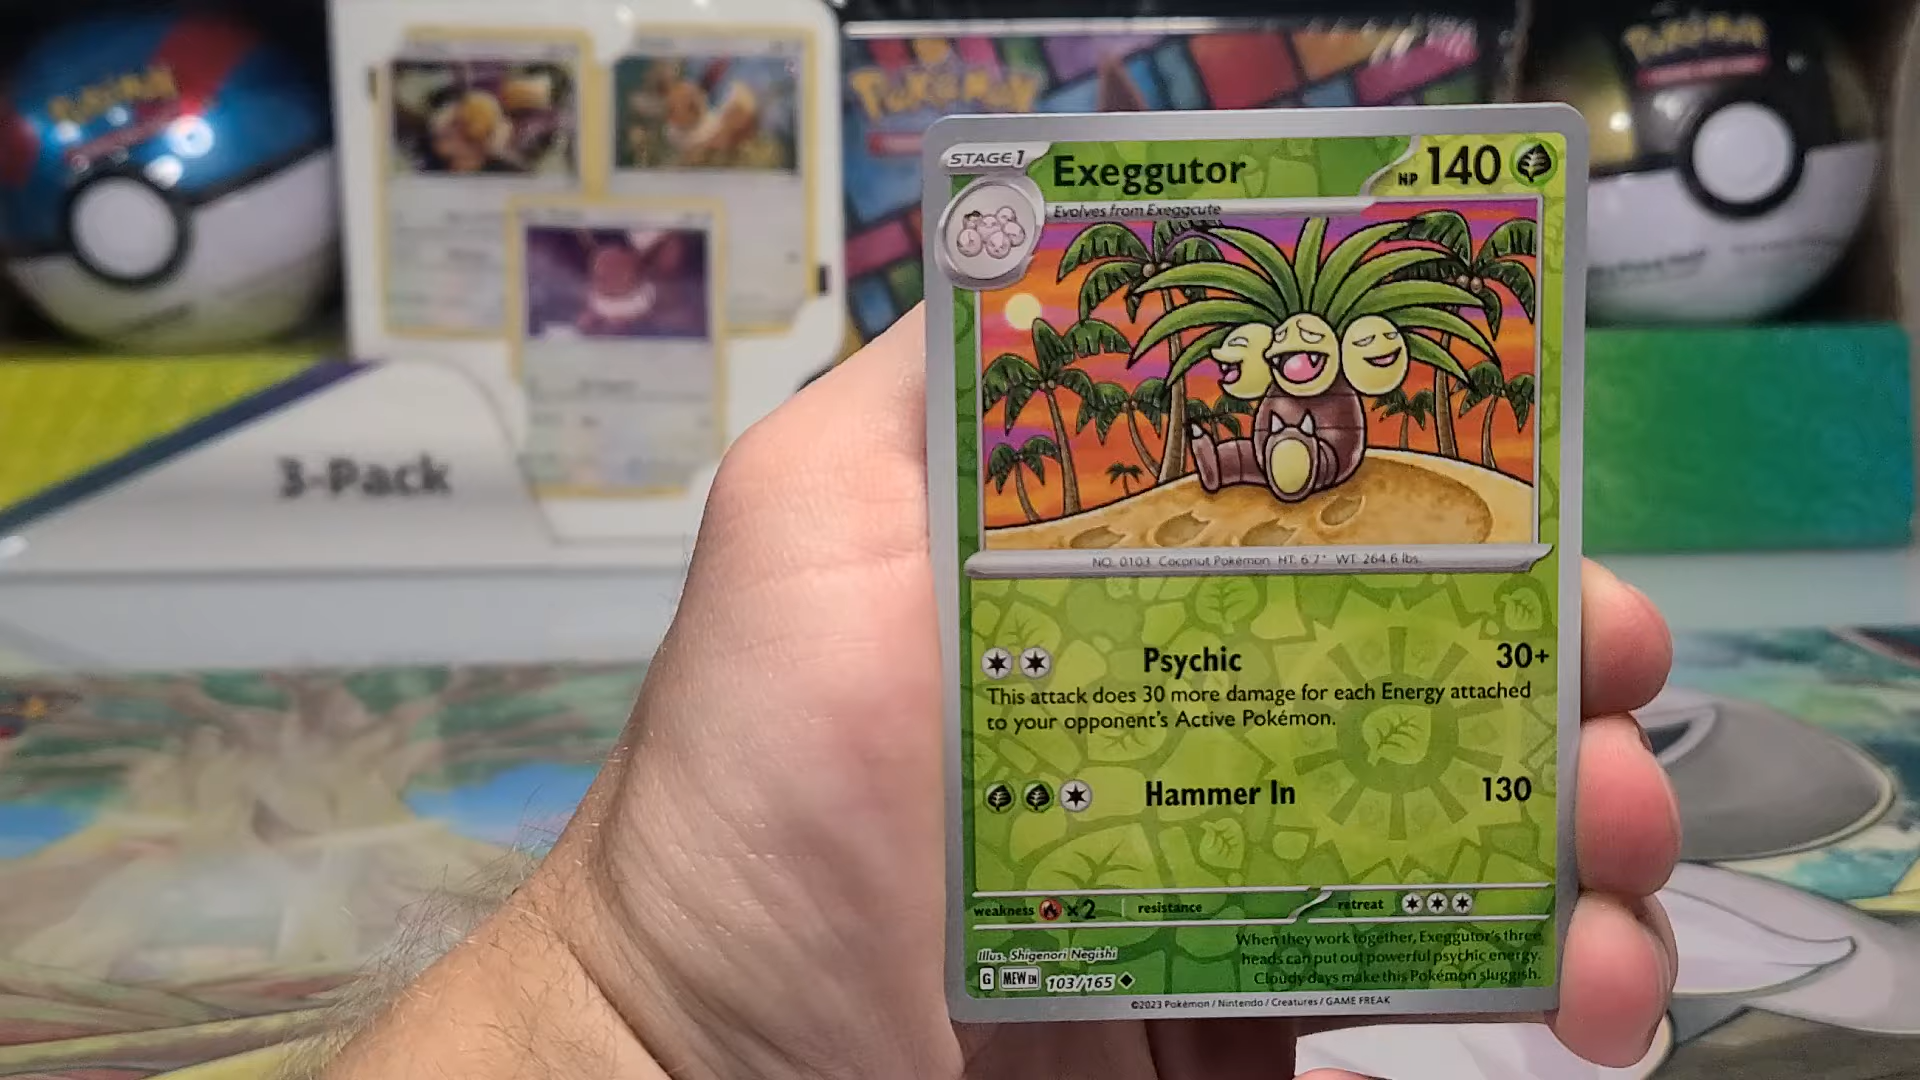 Pokémon
Pokémon
Pokémon
3-Pack
STAGE 1
Exeggutor
HP 140
Evolves from Exeggcute
NO. 0103 Coconut Pokémon HT: 6'7" WT: 264.6 lbs.
Psychic 30+
This attack does 30 more damage for each Energy attached
to your opponent's Active Pokémon.
Hammer In 130
weakness ×2 resistance retreat
Illus. Shigenori Negishi
When they work together, Exeggutor's three
heads can put out powerful psychic energy.
Cloudy days make this Pokémon sluggish.
G MEW EN 103/165
©2023 Pokémon / Nintendo / Creatures / GAME FREAK